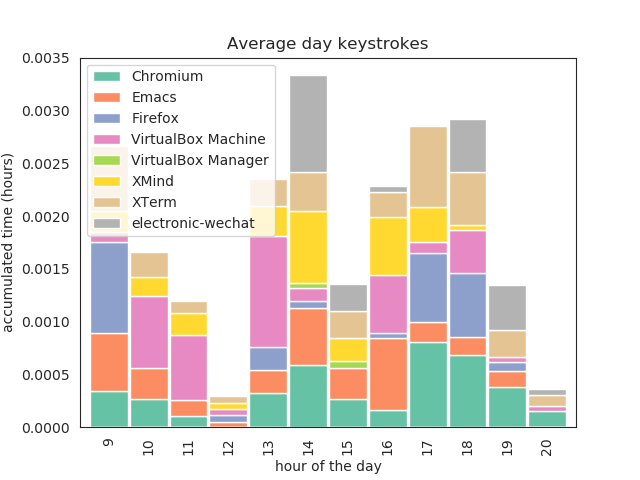 Average day keystrokes
accumulated time (hours)
0.0035
0.0030
0.0025
0.0020
0.0015
0.0010
0.0005
0.0000
Chromium
Emacs
Firefox
VirtualBox Machine
VirtualBox Manager
XMind
XTerm
electronic-wechat
9 10 11 12 13 14 15 16 17 18 19 20
hour of the day